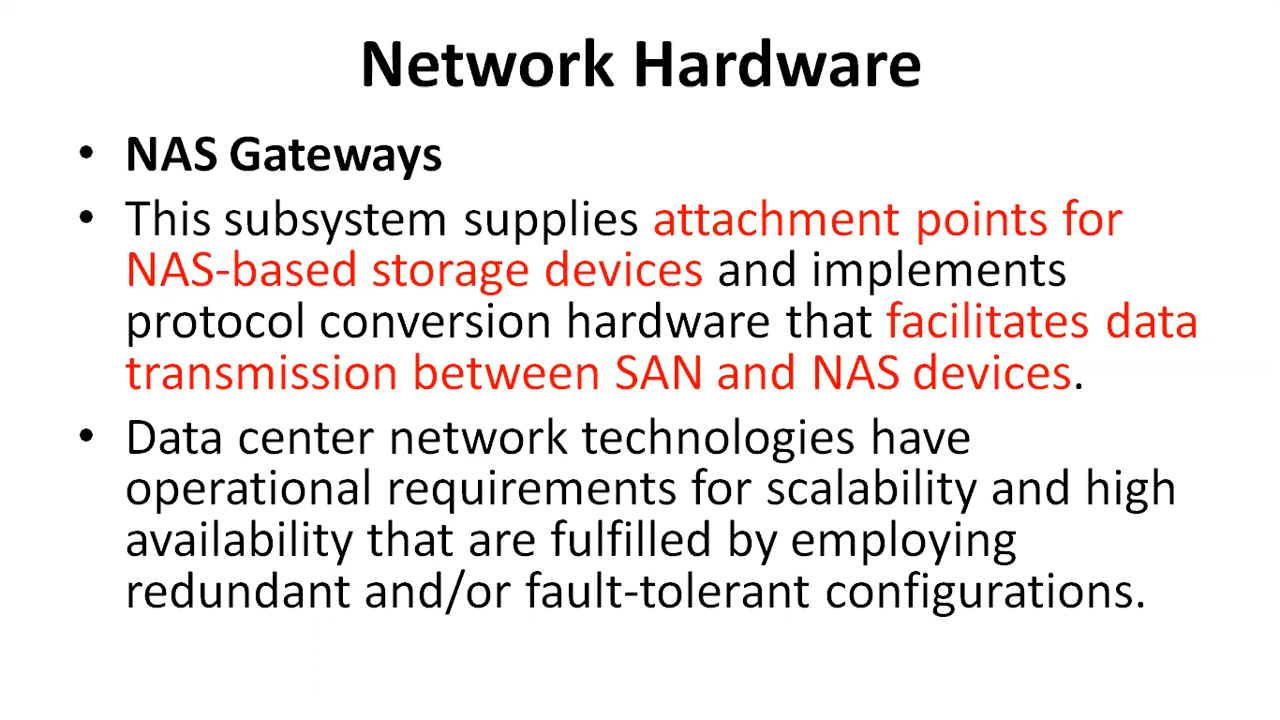 Network Hardware
• NAS Gateways
• This subsystem supplies attachment points for
NAS-based storage devices and implements
protocol conversion hardware that facilitates data
transmission between SAN and NAS devices.
• Data center network technologies have
operational requirements for scalability and high
availability that are fulfilled by employing
redundant and/or fault-tolerant configurations.